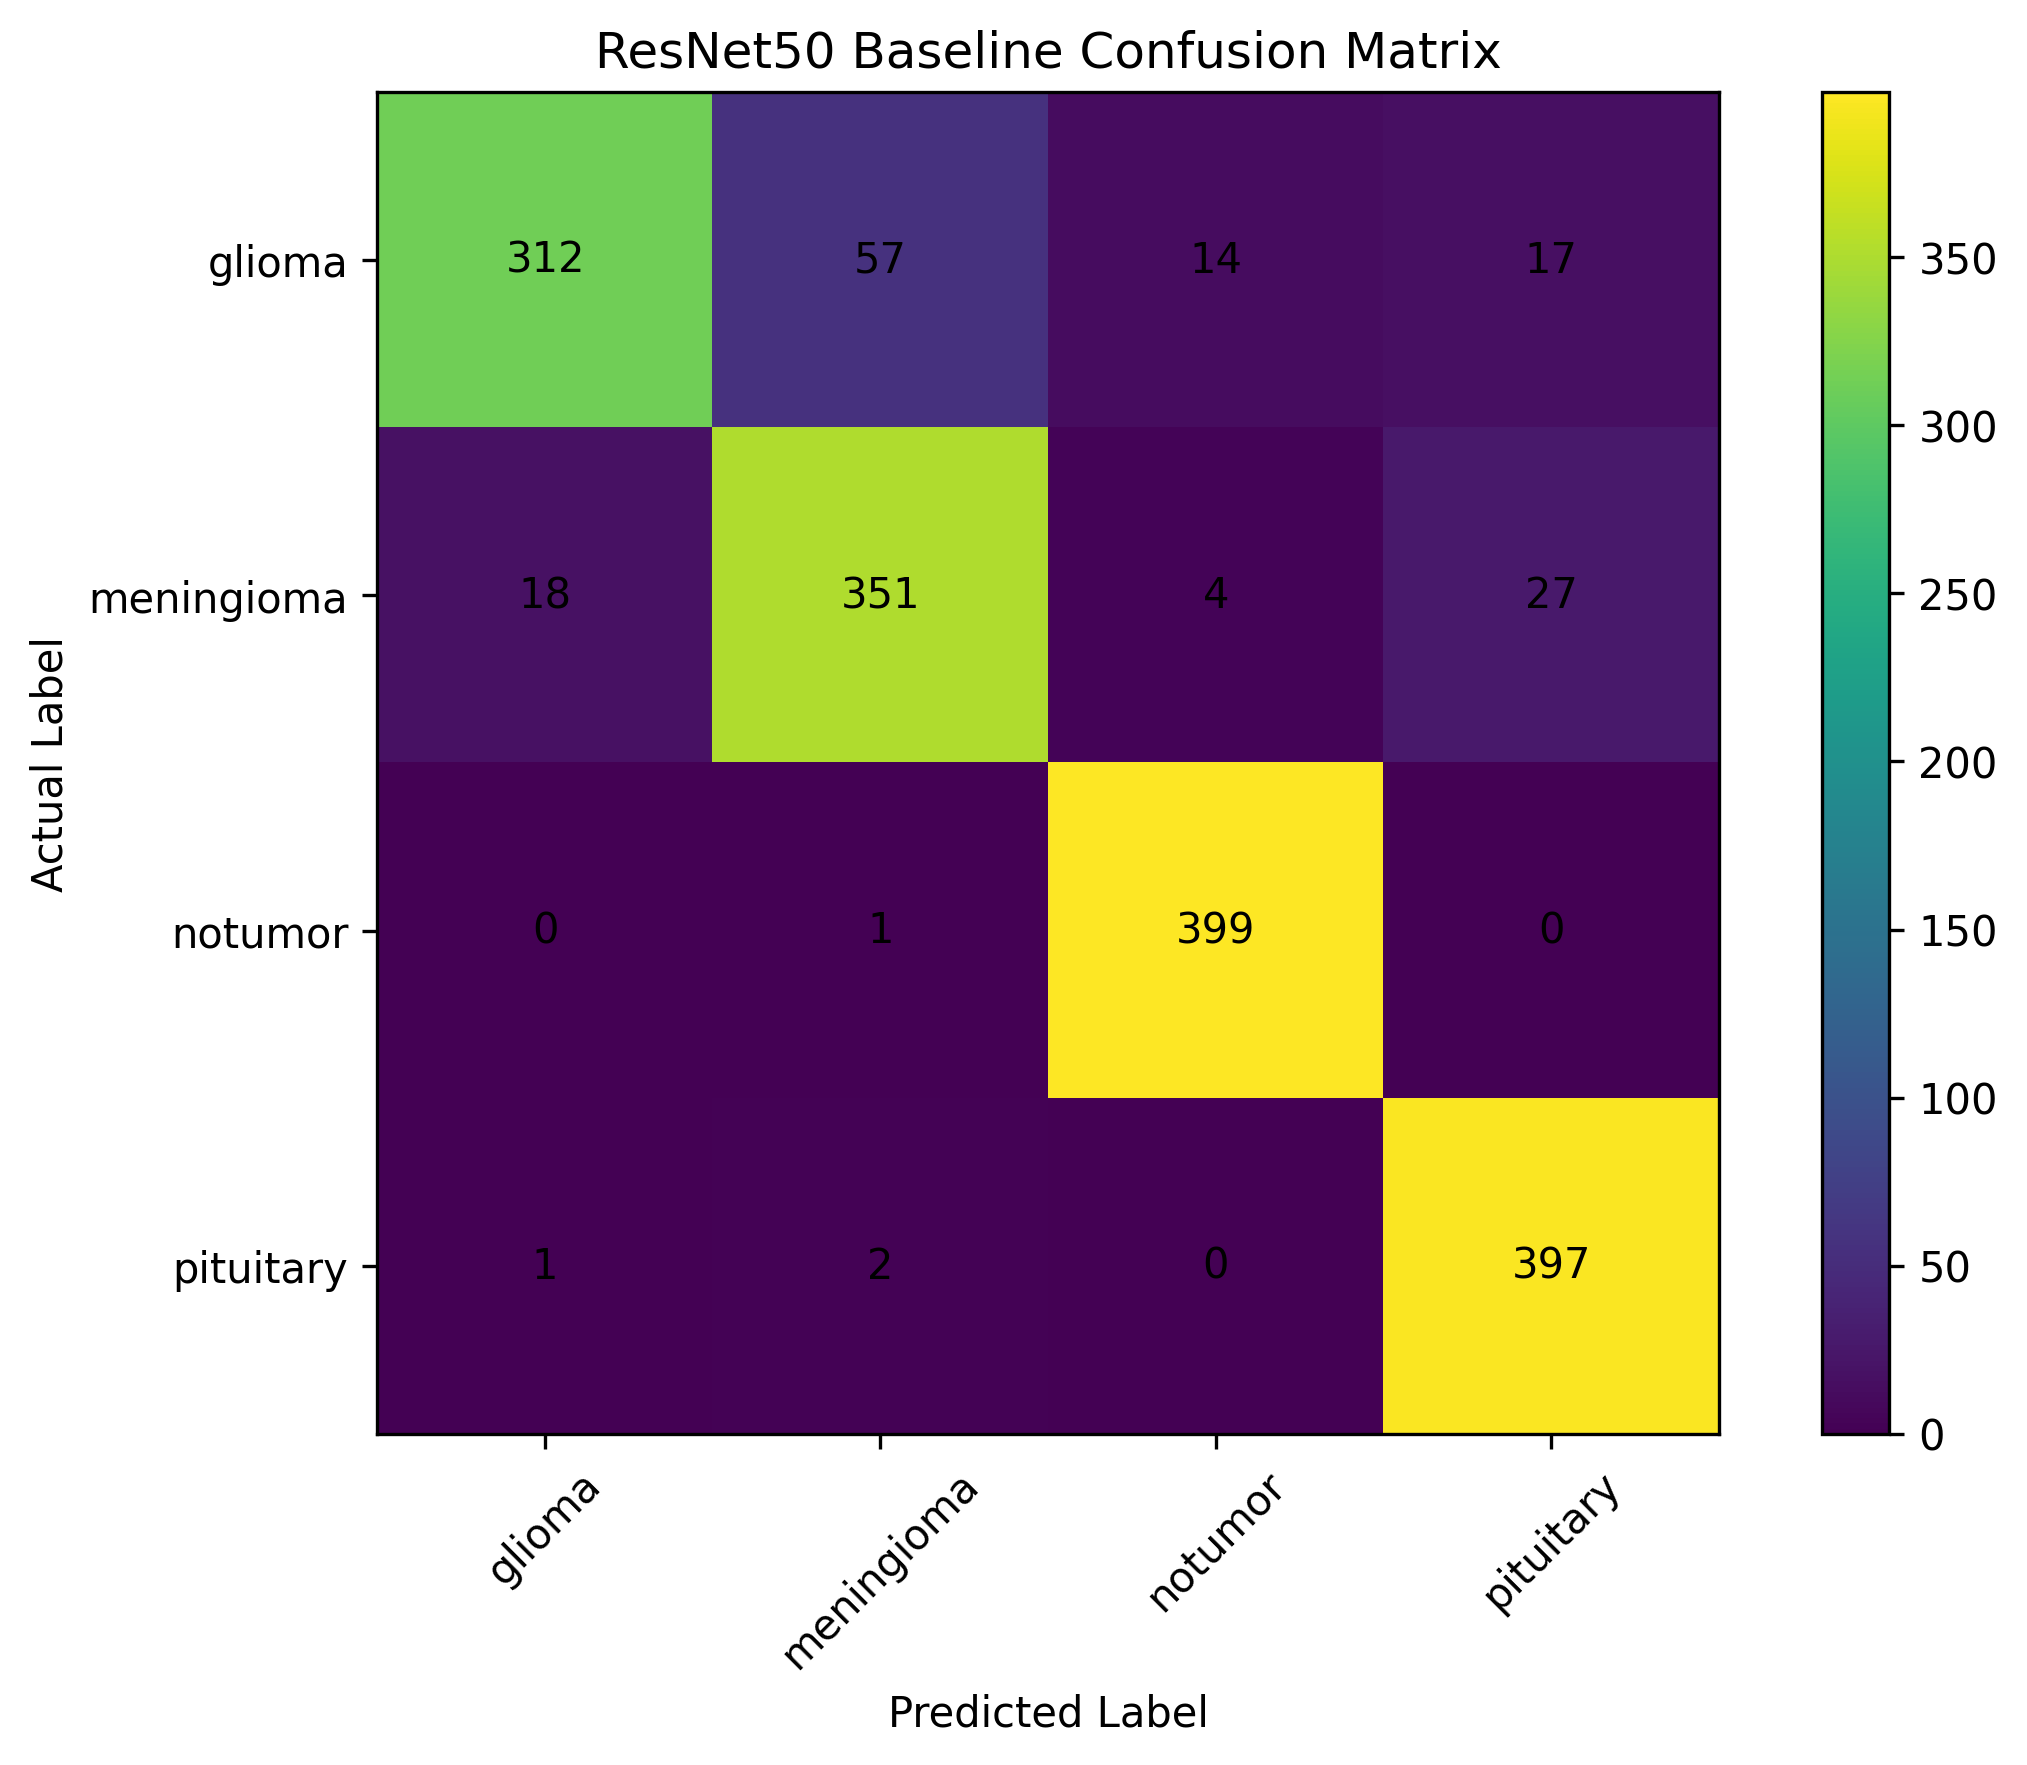 ResNet50 Baseline Confusion Matrix
glioma 312 57 14 17
meningioma 18 351 4 27
notumor 0 1 399 0
pituitary 1 2 0 397
Actual Label
glioma meningioma notumor pituitary
Predicted Label
350
300
250
200
150
100
50
0